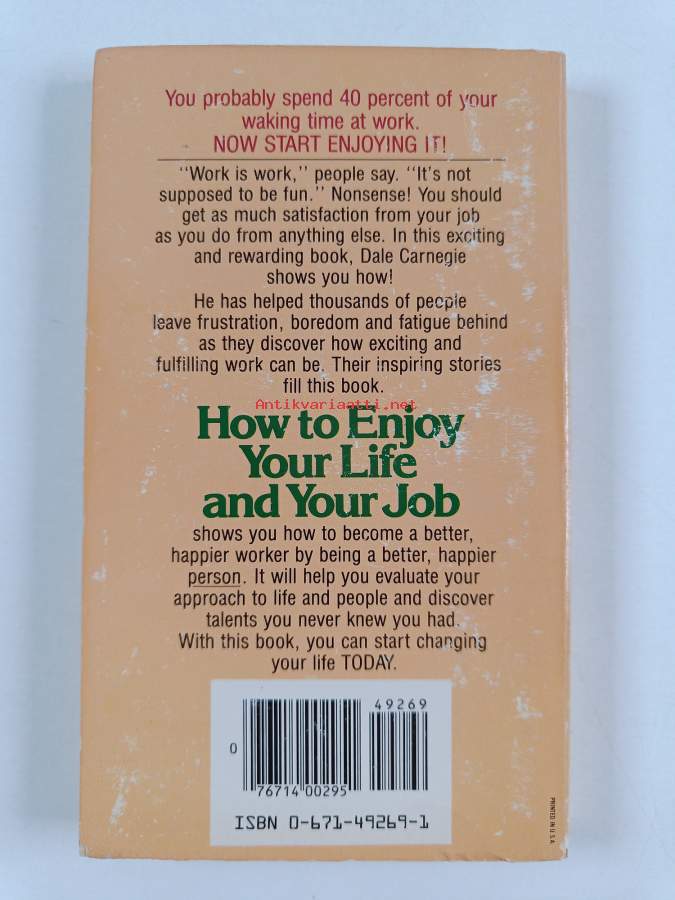 You probably spend 40 percent of your
waking time at work.
NOW START ENJOYING IT!
"Work is work," people say. "It's not
supposed to be fun." Nonsense! You should
get as much satisfaction from your job
as you do from anything else. In this exciting
and rewarding book, Dale Carnegie
shows you how!
He has helped thousands of people
leave frustration, boredom and fatigue behind
as they discover how exciting and
fulfilling work can be. Their inspiring stories
fill this book.
Antikvariaatti.net
How to Enjoy
Your Life
and Your Job
shows you how to become a better,
happier worker by being a better, happier
person. It will help you evaluate your
approach to life and people and discover
talents you never knew you had.
With this book, you can start changing
your life TODAY.
49269
0
76714 00295
ISBN 0-671-49269-1
PRINTED IN U.S.A.